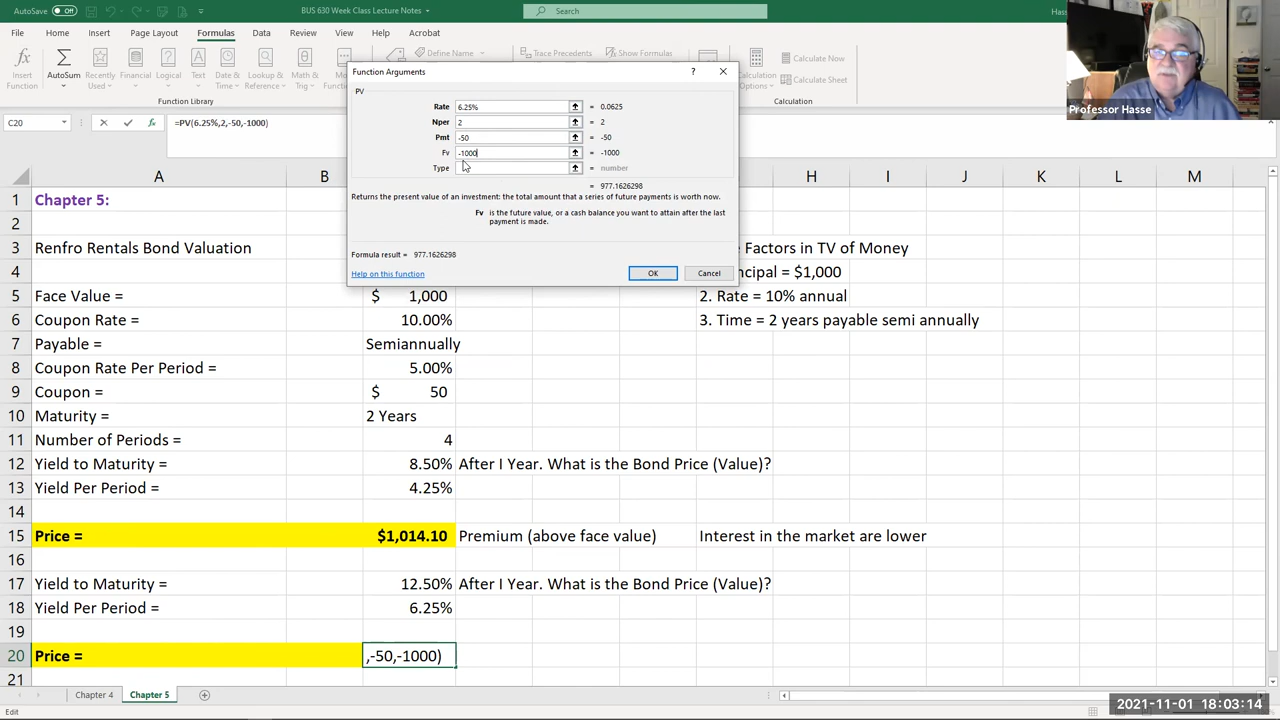 AutoSave Off
BUS 630 Week Class Lecture Notes
Search
Hasse
File Home Insert Page Layout Formulas Data Review View Help Acrobat
Insert Function
AutoSum
Recently Used
Financial
Logical
Text
Date & Time
Lookup & Reference
Math & Trig
Define Name
Trace Precedents
Show Formulas
Calculation Options
Calculate Now
Calculate Sheet
Function Library
Calculation
Professor Hasse
C20
=PV(6.25%,2,-50,-1000)
Function Arguments
?
PV
Rate 6.25% = 0.0625
Nper 2 = 2
Pmt -50 = -50
Fv -1000 = -1000
Type = number
= 977.1626298
Returns the present value of an investment: the total amount that a series of future payments is worth now.
Fv is the future value, or a cash balance you want to attain after the last
payment is made.
Formula result = 977.1626298
Help on this function
OK Cancel
A B H I J K L M
1 Chapter 5:
2
3 Renfro Rentals Bond Valuation Factors in TV of Money
4 ncipal = $1,000
5 Face Value = $ 1,000 2. Rate = 10% annual
6 Coupon Rate = 10.00% 3. Time = 2 years payable semi annually
7 Payable = Semiannually
8 Coupon Rate Per Period = 5.00%
9 Coupon = $ 50
10 Maturity = 2 Years
11 Number of Periods = 4
12 Yield to Maturity = 8.50% After I Year. What is the Bond Price (Value)?
13 Yield Per Period = 4.25%
14
15 Price = $1,014.10 Premium (above face value) Interest in the market are lower
16
17 Yield to Maturity = 12.50% After I Year. What is the Bond Price (Value)?
18 Yield Per Period = 6.25%
19
20 Price = ,-50,-1000)
21
Chapter 4 Chapter 5
Edit
2021-11-01 18:03:14